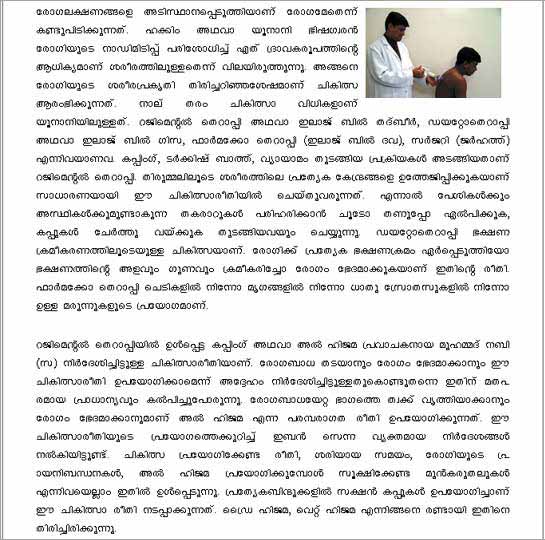 രോഗലക്ഷണങ്ങളെ അടിസ്ഥാനപ്പെടുത്തിയാണ് രോഗമേതെന്ന്
കണ്ടുപിടിക്കുന്നത്. ഹക്കിം അഥവാ യൂനാനി ഭിഷഗ്വരൻ
രോഗിയുടെ നാഡിമിടിപ്പ് പരിശോധിച്ച് ഏത് ദ്രാവകരൂപത്തിന്റെ
ആധിക്യമാണ് ശരീരത്തിലുള്ളതെന്ന് വിലയിരുത്തുന്നു. അങ്ങനെ
രോഗിയുടെ ശരീരപ്രകൃതി തിരിച്ചറിഞ്ഞശേഷമാണ് ചികിത്സ
ആരംഭിക്കുന്നത്. നാല് തരം ചികിത്സാ വിധികളാണ്
യൂനാനിയിലുള്ളത്. റജിമെന്റൽ തെറാപ്പി അഥവാ ഇലാജ് ബിൽ തദ്ബീർ, ഡയറ്റോതെറാപ്പി
അഥവാ ഇലാജ് ബിൽ ഗിസ, ഫാർമക്കോ തെറാപ്പി (ഇലാജ് ബിൽ ദവ), സർജറി (ജർഹത്ത്)
എന്നിവയാണവ. കപ്പിംഗ്, ടർക്കിഷ് ബാത്ത്, വ്യായാമം തുടങ്ങിയ പ്രക്രിയകൾ അടങ്ങിയതാണ്
റജിമെന്റൽ തെറാപ്പി. തിരുമ്മലിലൂടെ ശരീരത്തിലെ പ്രത്യേക കേന്ദ്രങ്ങളെ ഉത്തേജിപ്പിക്കുകയാണ്
സാധാരണയായി ഈ ചികിത്സാരീതിയിൽ ചെയ്തുവരുന്നത്. എന്നാൽ പേശികൾക്കും
അസ്ഥികൾക്കുമുണ്ടാകുന്ന തകരാറുകൾ പരിഹരിക്കാൻ ചൂടോ തണുപ്പോ ഏൽപിക്കുക,
കപ്പുകൾ ചേർത്തു വയ്ക്കുക തുടങ്ങിയവയും ചെയ്യുന്നു. ഡയറ്റോതെറാപ്പി ഭക്ഷണ
ക്രമീകരണത്തിലൂടെയുള്ള ചികിത്സയാണ്. രോഗിക്ക് പ്രത്യേക ഭക്ഷണക്രമം ഏർപ്പെടുത്തിയോ
ഭക്ഷണത്തിന്റെ അളവും ഗുണവും ക്രമീകരിച്ചോ രോഗം ഭേദമാക്കുകയാണ് ഇതിന്റെ രീതി.
ഫാർമക്കോ തെറാപ്പി ചെടികളിൽ നിന്നോ മൃഗങ്ങളിൽ നിന്നോ ധാതു സ്രോതസുകളിൽ നിന്നോ
ഉള്ള മരുന്നുകളുടെ പ്രയോഗമാണ്.
റജിമെന്റൽ തെറാപ്പിയിൽ ഉൾപ്പെട്ട കപ്പിംഗ് അഥവാ അൽ ഹിജമ പ്രവാചകനായ മുഹമ്മദ് നബി
(സ) നിർദേശിച്ചിട്ടുള്ള ചികിത്സാരീതിയാണ്. രോഗബാധ തടയാനും രോഗം ഭേദമാക്കാനും ഈ
ചികിത്സാരീതി ഉപയോഗിക്കാമെന്ന് അദ്ദേഹം നിർദേശിച്ചിട്ടുള്ളതുകൊണ്ടുതന്നെ ഇതിന് മതപ
രമായ പ്രാധാന്യവും കൽപിച്ചുപോരുന്നു. രോഗബാധയേറ്റ ഭാഗത്തെ ത്വക്ക് വൃത്തിയാക്കാനും
രോഗം ഭേദമാക്കാനുമാണ് അൽ ഹിജമ എന്ന പരമ്പരാഗത രീതി ഉപയോഗിക്കുന്നത്. ഈ
ചികിത്സാരീതിയുടെ പ്രയോഗത്തെക്കുറിച്ച് ഇബൻ സെന്ന വ്യക്തമായ നിർദേശങ്ങൾ
നൽകിയിട്ടുണ്ട്. ചികിത്സ പ്രയോഗിക്കേണ്ട രീതി, ശരിയായ സമയം, രോഗിയുടെ പ്ര
ായനിബന്ധനകൾ, അൽ ഹിജമ പ്രയോഗിക്കുമ്പോൾ സൂക്ഷിക്കേണ്ട മുൻകരുതലുകൾ
എന്നിവയെല്ലാം ഇതിൽ ഉൾപ്പെടുന്നു. പ്രത്യേകബിന്ദുക്കളിൽ സക്ഷൻ കപ്പുകൾ ഉപയോഗിച്ചാണ്
ഈ ചികിത്സാ രീതി നടപ്പാക്കുന്നത്. ഡ്രൈ ഹിജമ, വെറ്റ് ഹിജമ എന്നിങ്ങനെ രണ്ടായി ഇതിനെ
തിരിച്ചിരിക്കുന്നു.